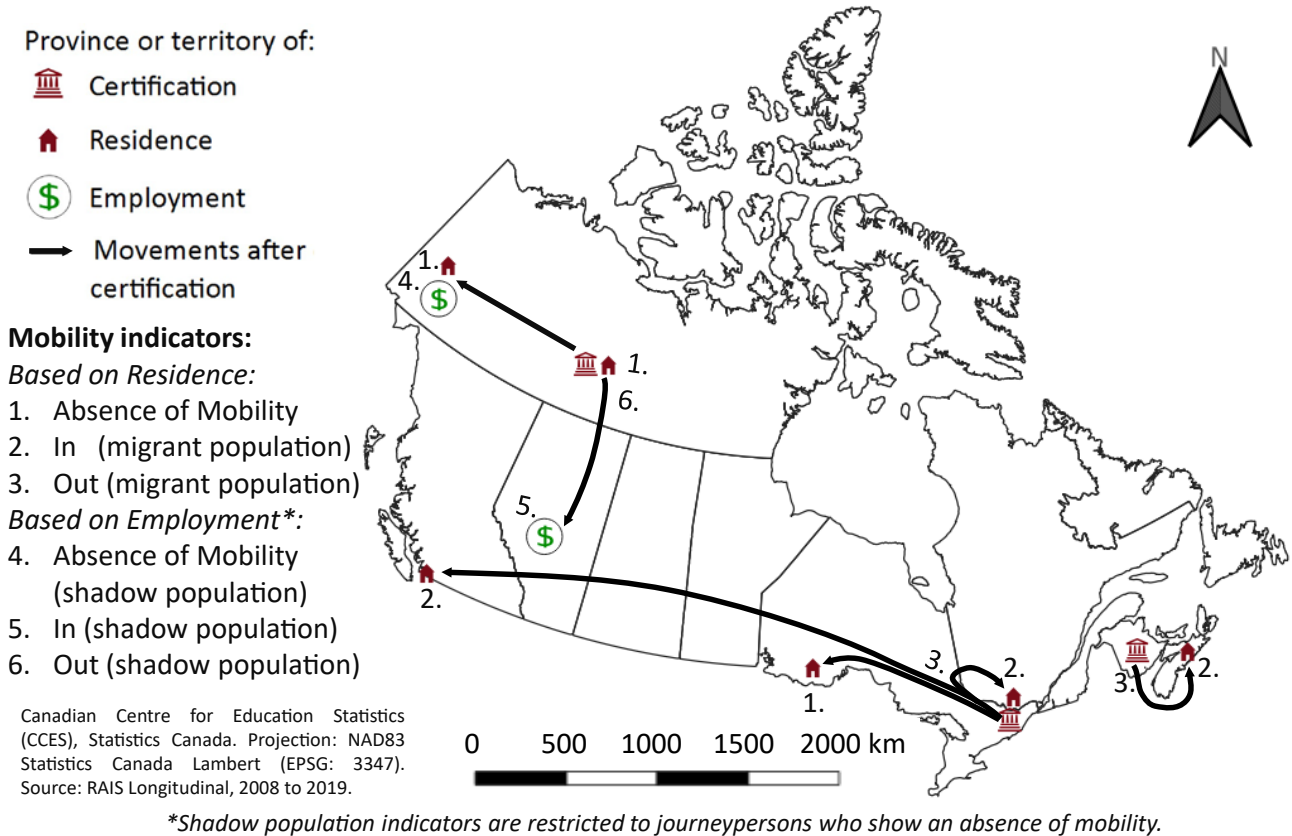 Province or territory of:
Certification
Residence
$ Employment
Movements after
certification
Mobility indicators:
Based on Residence:
1. Absence of Mobility
2. In (migrant population)
3. Out (migrant population)
Based on Employment*:
4. Absence of Mobility
(shadow population)
5. In (shadow population)
6. Out (shadow population)
Canadian Centre for Education Statistics
(CCES), Statistics Canada. Projection: NAD83
Statistics Canada Lambert (EPSG: 3347).
Source: RAIS Longitudinal, 2008 to 2019.
N
1.
4. $
1.
6.
5.
$
2.
3.
2.
1.
3.
2.
0 500 1000 1500 2000 km
*Shadow population indicators are restricted to journeypersons who show an absence of mobility.